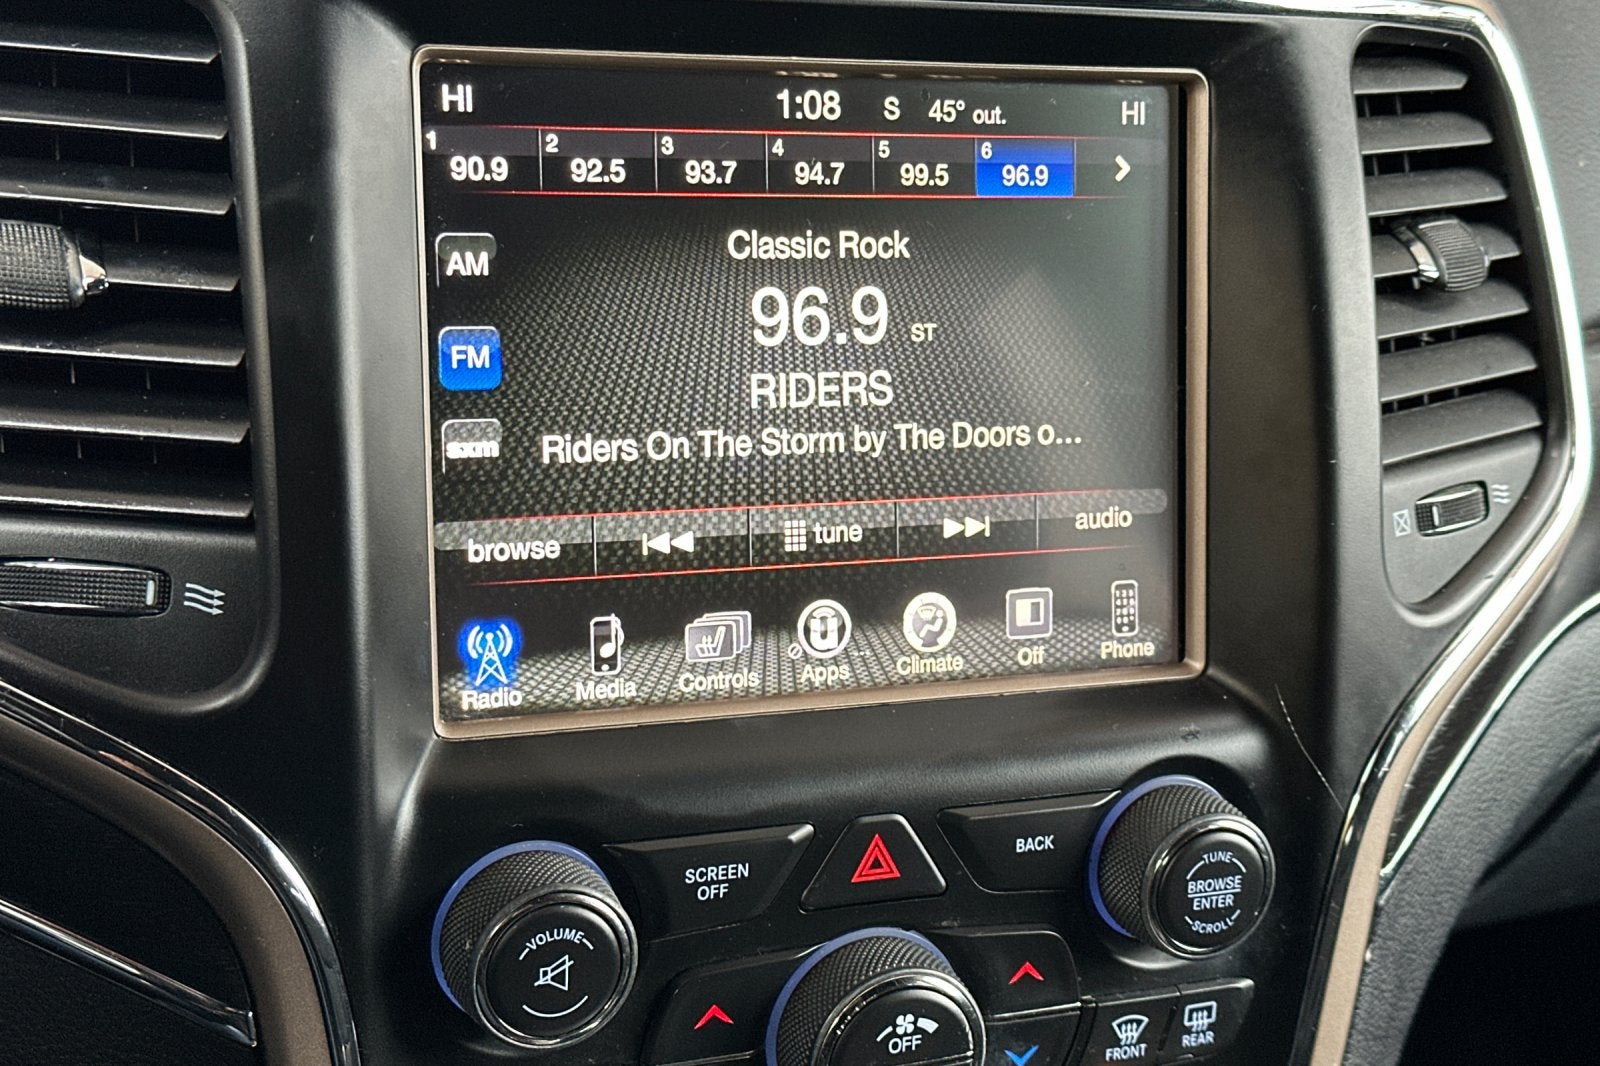 HI 1:08 S 45° out. HI
1 90.9 2 92.5 3 93.7 4 94.7 5 99.5 6 96.9
AM
FM
sxm
Classic Rock
96.9 ST
RIDERS
Riders On The Storm by The Doors o...
browse tune audio
Radio Media Controls Apps Climate Off Phone
SCREEN
OFF
BACK
VOLUME
TUNE
BROWSE
ENTER
SCROLL
OFF
FRONT
REAR